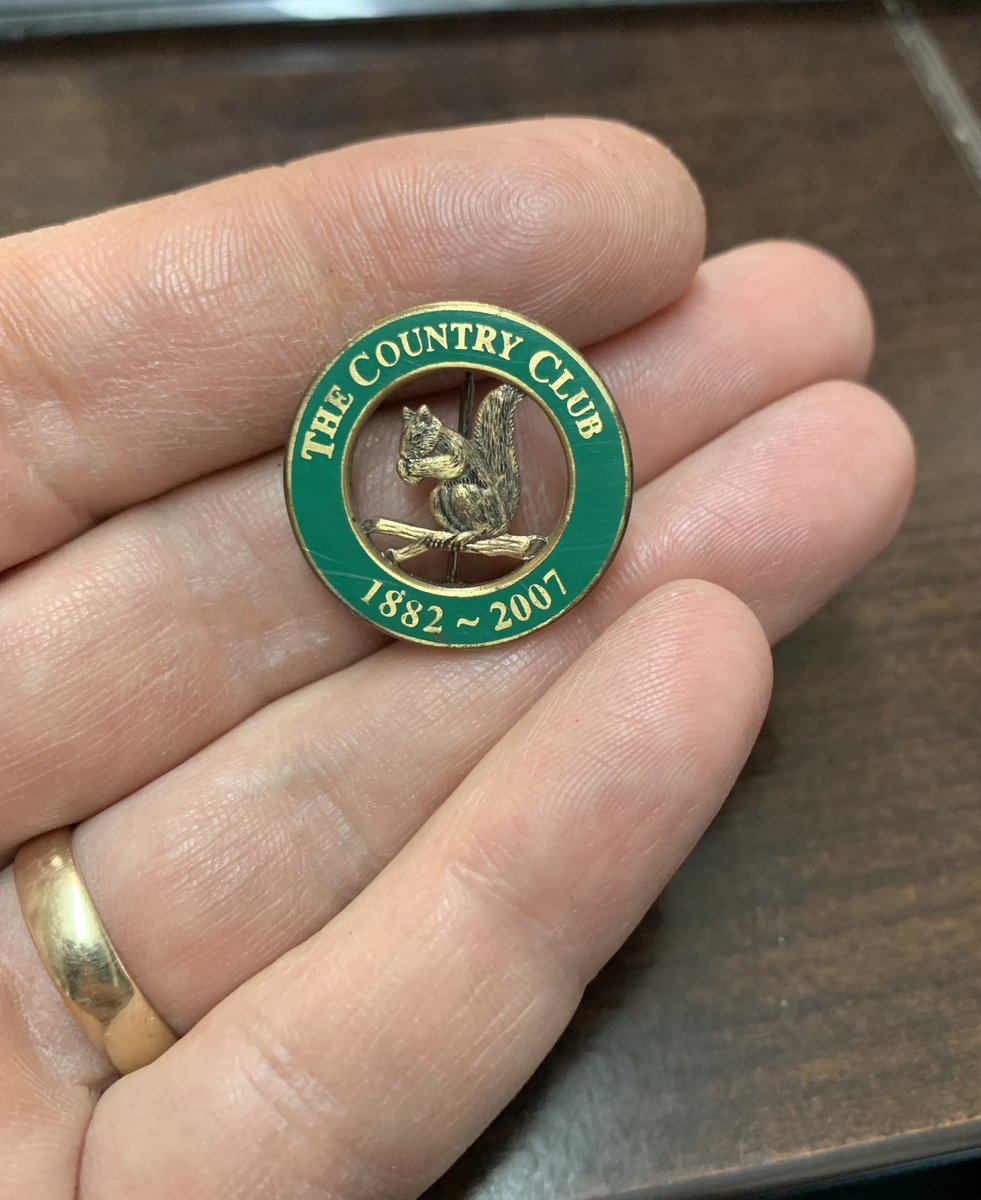 THE COUNTRY CLUB
1882 ~ 2007